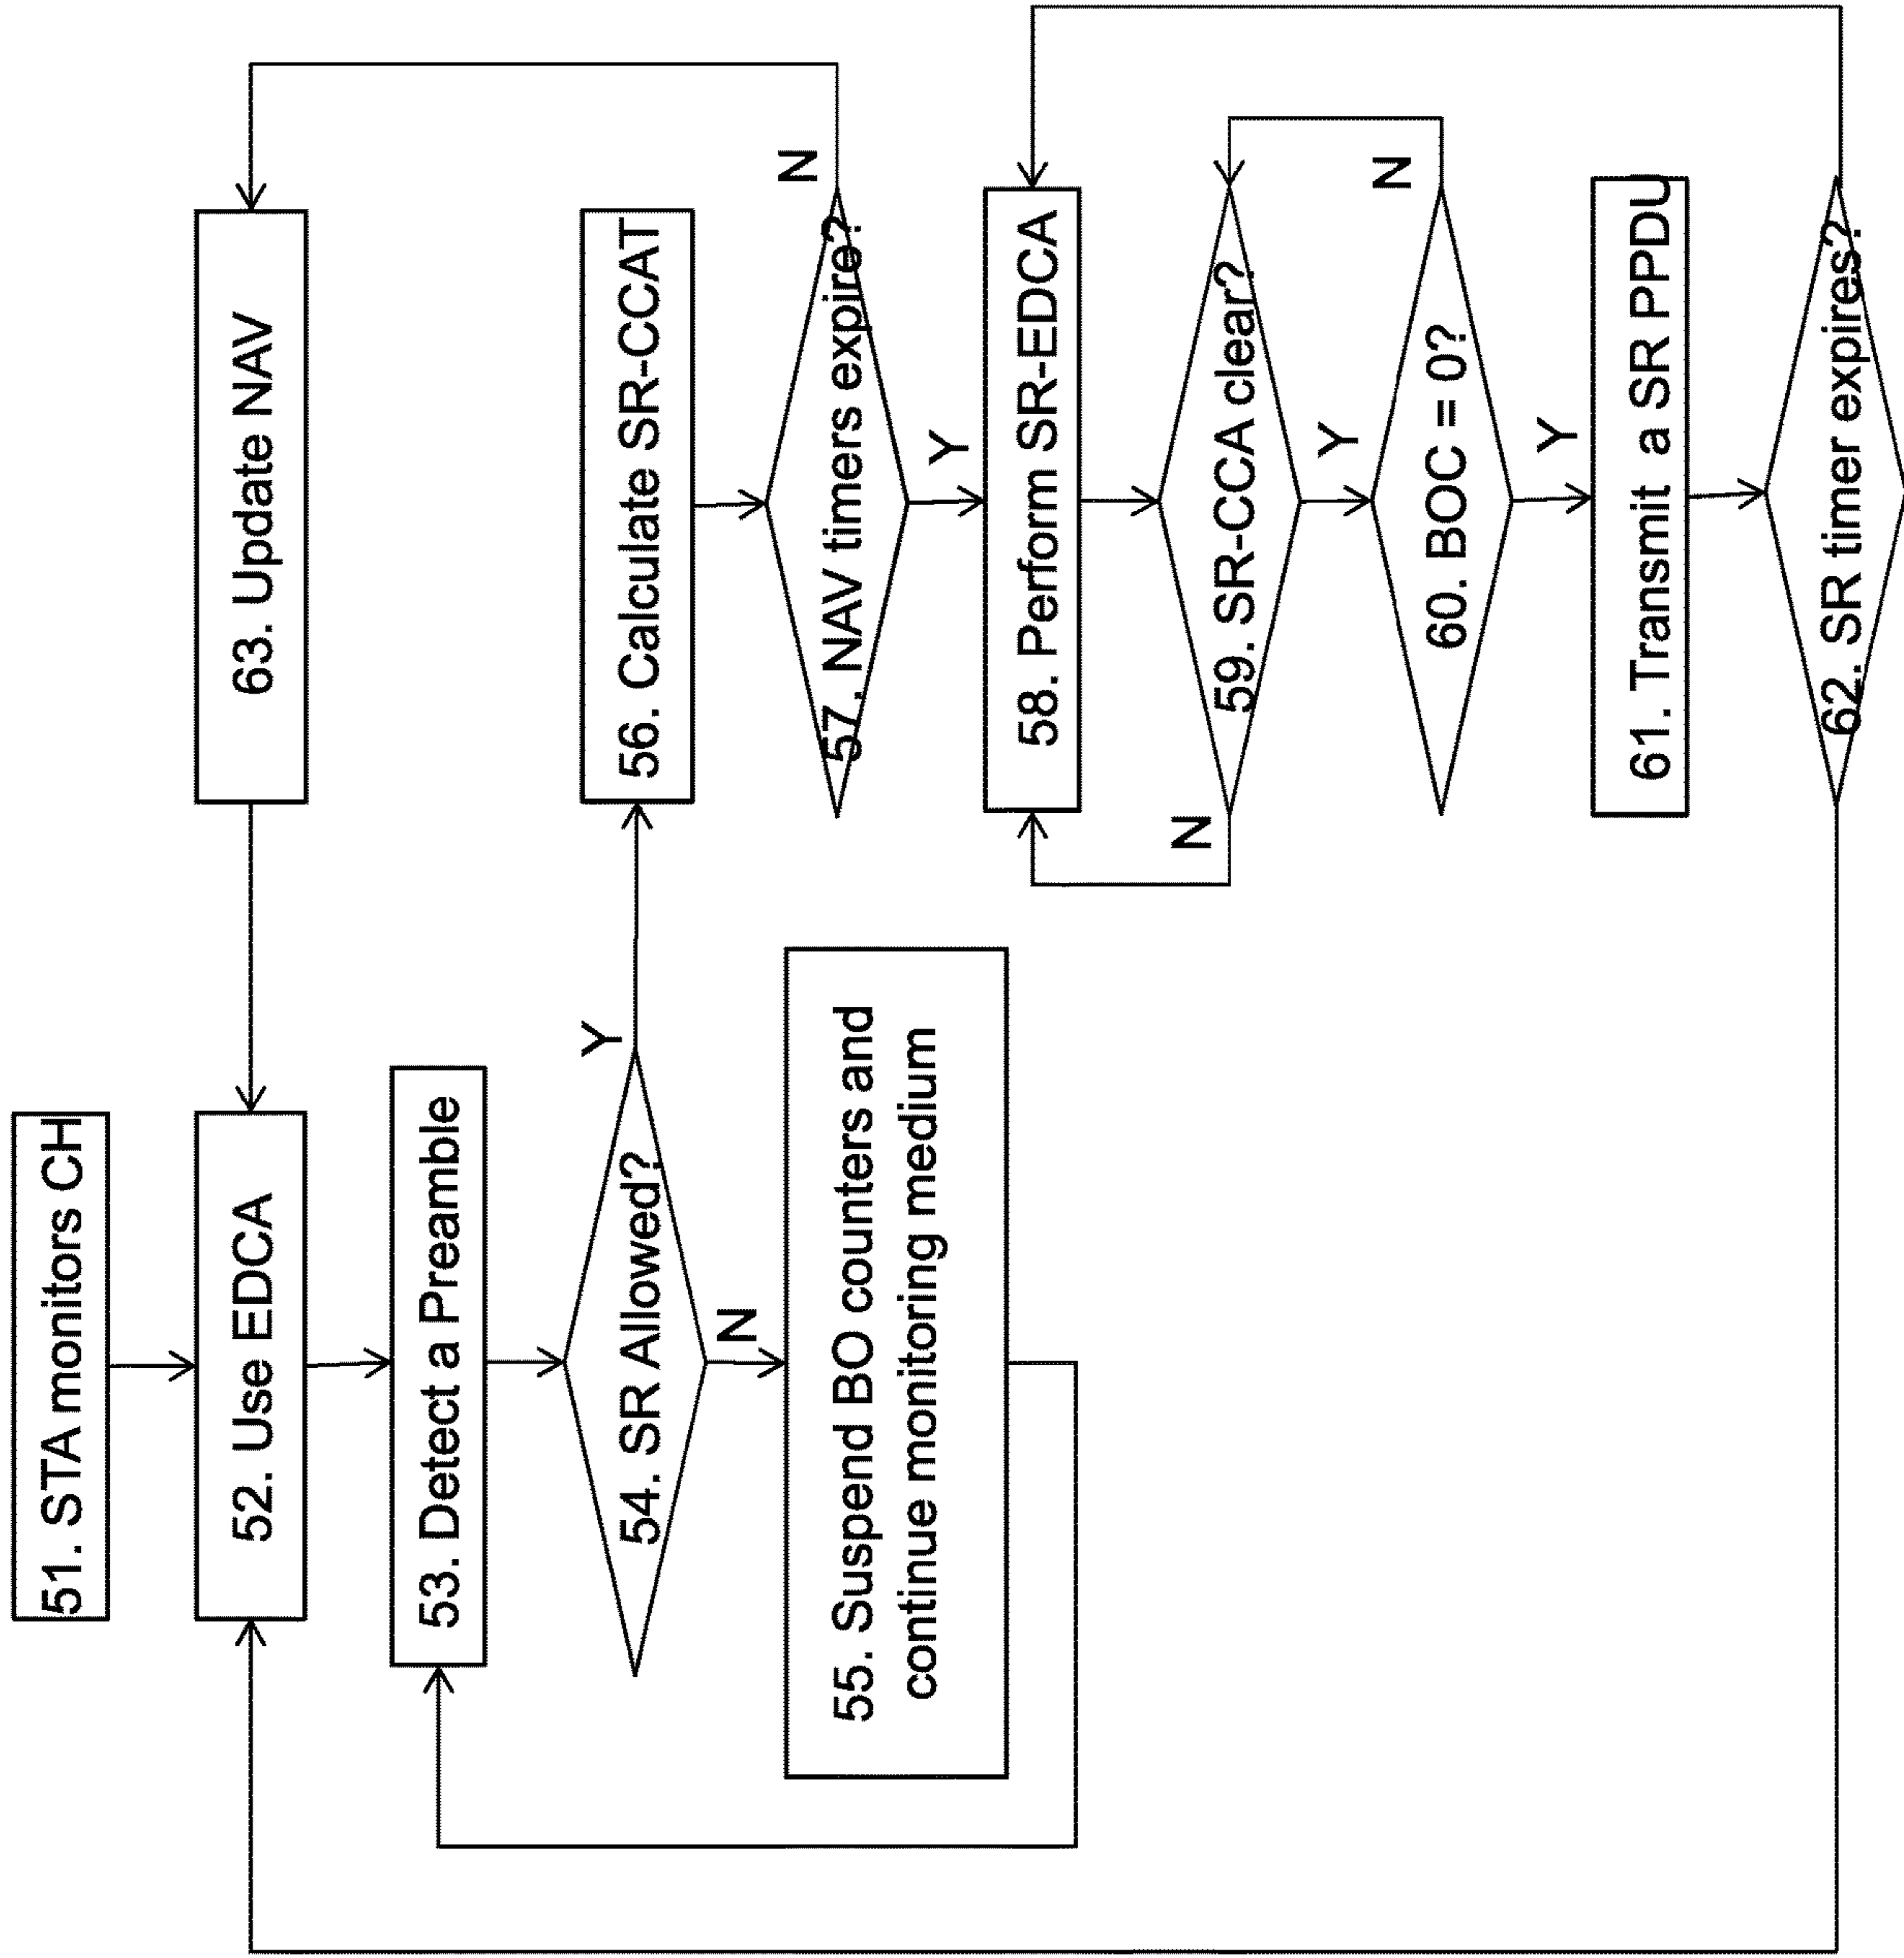 51. STA monitors CH
52. Use EDCA
53. Detect a Preamble
54. SR Allowed?
Y
N
55. Suspend BO counters and
continue monitoring medium
63. Update NAV
56. Calculate SR-CCAT
57. NAV timers expire?
N
Y
58. Perform SR-EDCA
59. SR-CCA clear?
N
Y
60. BOC = 0?
N
Y
61. Transmit a SR PPDU
62. SR timer expires?